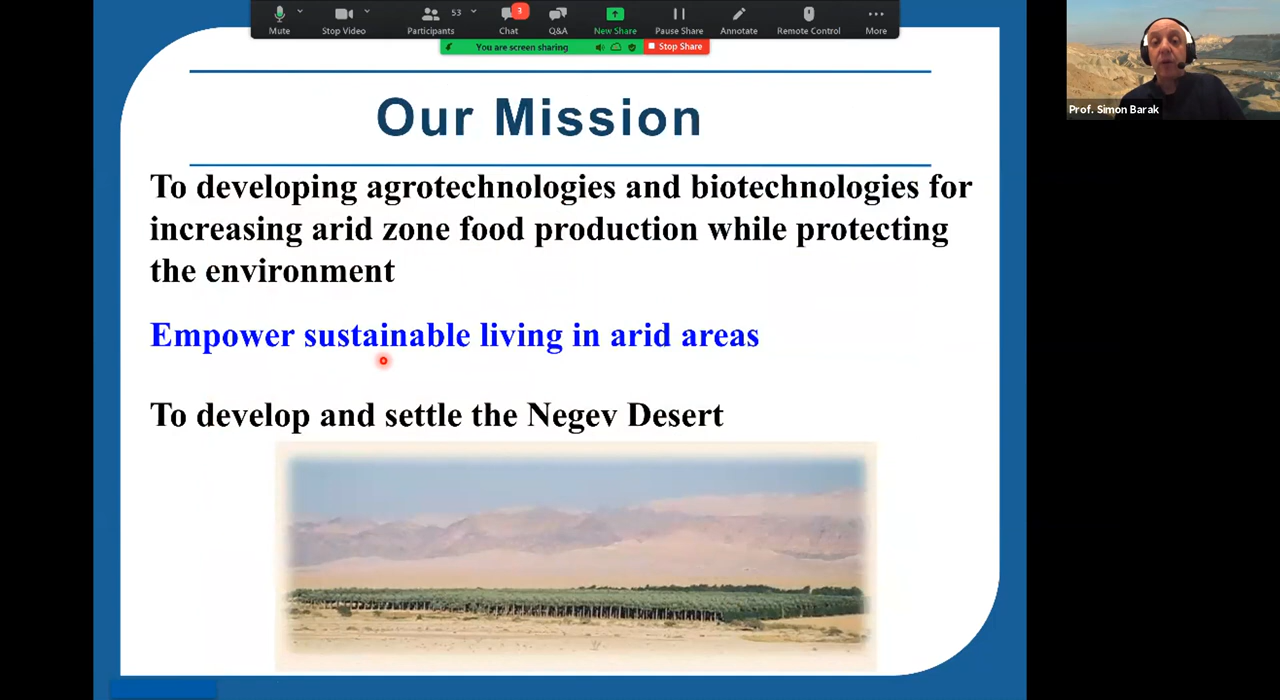 53
3
Mute
Stop Video
Participants
Chat
Q&A
New Share
Pause Share
Annotate
Remote Control
More
You are screen sharing
Stop Share
Prof. Simon Barak
Our Mission
To developing agrotechnologies and biotechnologies for
increasing arid zone food production while protecting
the environment
Empower sustainable living in arid areas
To develop and settle the Negev Desert